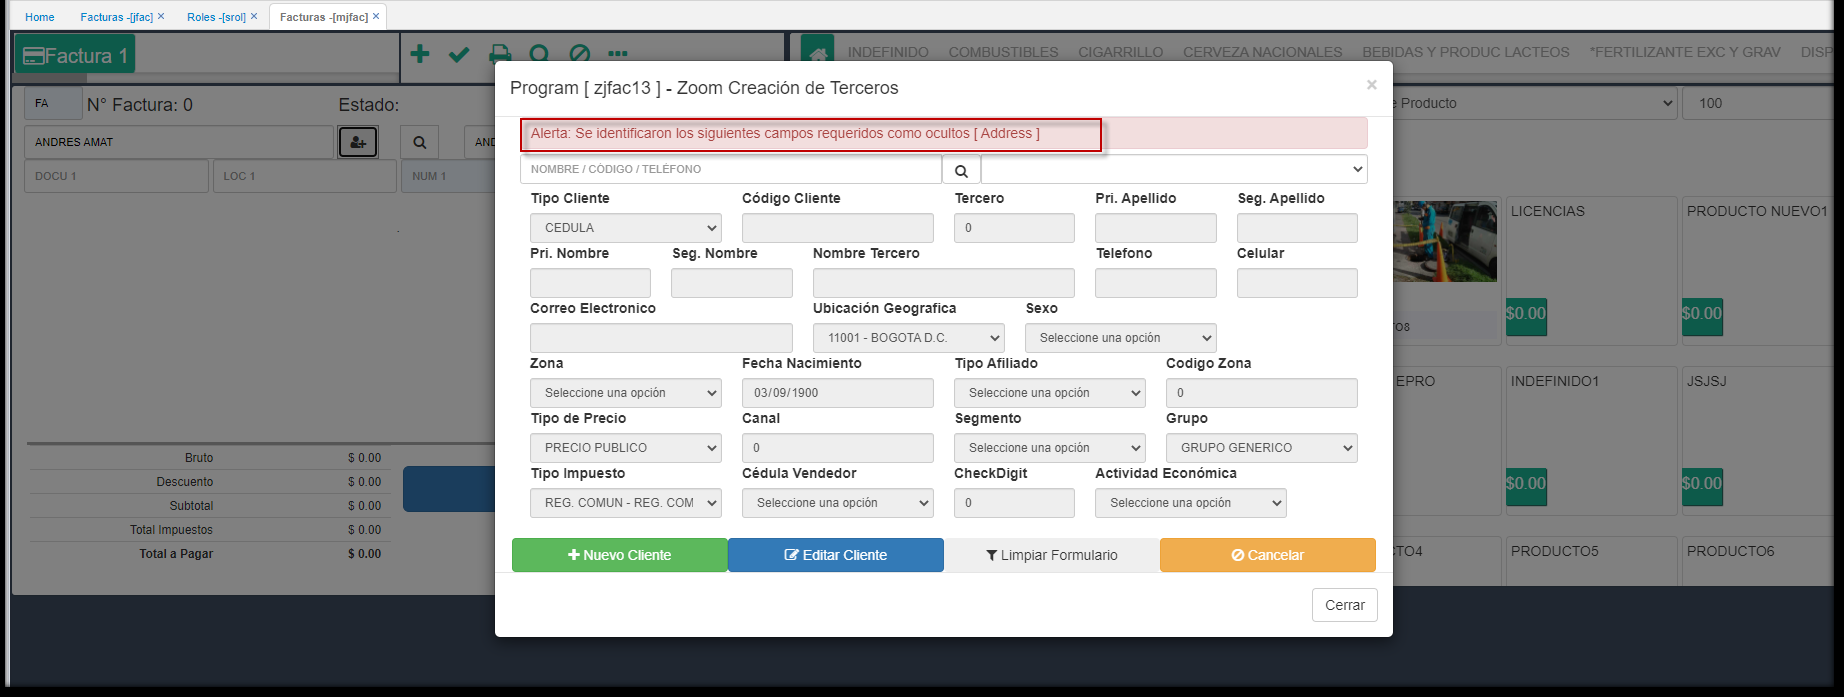 Home Facturas -[jfac] × Roles -[srol] × Facturas -[mjfac] ×
Factura 1
INDEFINIDO COMBUSTIBLES CIGARRILLO CERVEZA NACIONALES BEBIDAS Y PRODUC LACTEOS *FERTILIZANTE EXC Y GRAV DISP
FA N° Factura: 0 Estado:
Producto 100
ANDRES AMAT AND
DOCU 1 LOC 1 NUM 1
Program [ zjfac13 ] - Zoom Creación de Terceros ×
Alerta: Se identificaron los siguientes campos requeridos como ocultos [ Address ]
NOMBRE / CÓDIGO / TELÉFONO
Tipo Cliente Código Cliente Tercero Pri. Apellido Seg. Apellido
CEDULA 0
Pri. Nombre Seg. Nombre Nombre Tercero Telefono Celular
Correo Electronico Ubicación Geografica Sexo
11001 - BOGOTA D.C. Seleccione una opción
Zona Fecha Nacimiento Tipo Afiliado Codigo Zona
Seleccione una opción 03/09/1900 Seleccione una opción 0
Tipo de Precio Canal Segmento Grupo
PRECIO PUBLICO 0 Seleccione una opción GRUPO GENERICO
Tipo Impuesto Cédula Vendedor CheckDigit Actividad Económica
REG. COMUN - REG. COM Seleccione una opción 0 Seleccione una opción
Nuevo Cliente Editar Cliente Limpiar Formulario Cancelar
Cerrar
Bruto $ 0.00
Descuento $ 0.00
Subtotal $ 0.00
Total Impuestos $ 0.00
Total a Pagar $ 0.00
LICENCIAS PRODUCTO NUEVO1
$0.00 $0.00
EPRO INDEFINIDO1 JSJSJ
$0.00 $0.00
TO4 PRODUCTO5 PRODUCTO6